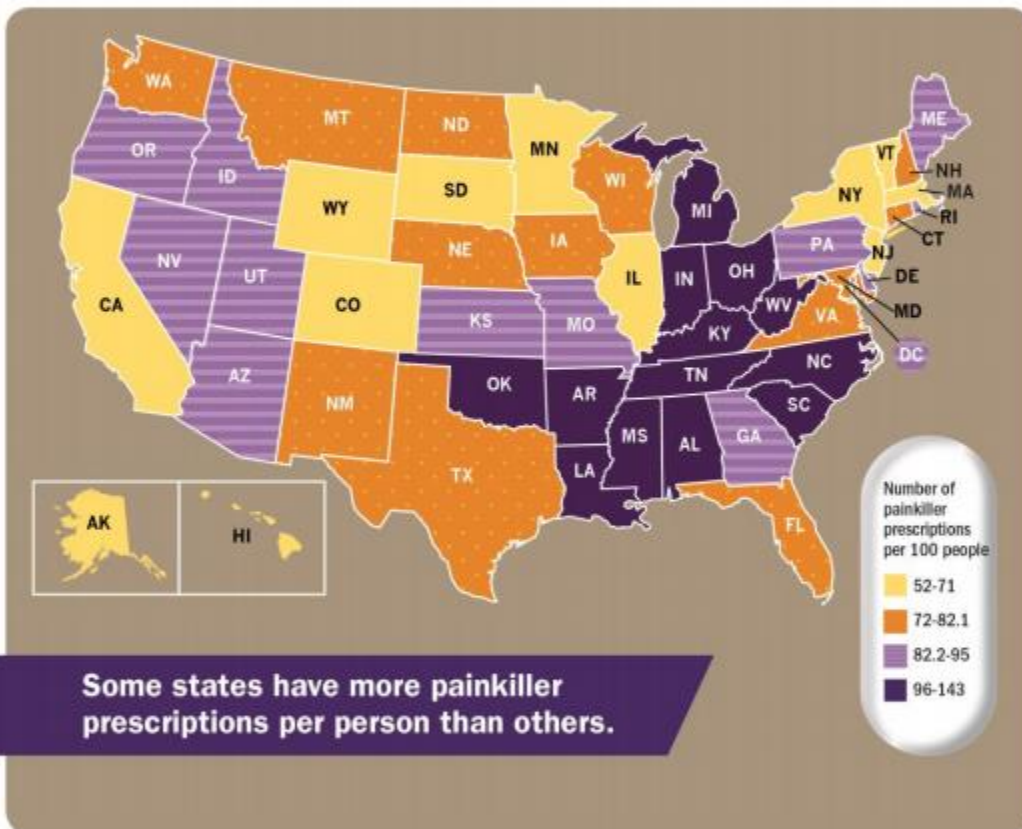 WA
MT
ND
MN
OR
ID
WY
SD
WI
MI
VT
ME
NH
NY
MA
RI
CT
NV
UT
CO
NE
IA
IL
IN
OH
PA
NJ
DE
MD
DC
CA
AZ
NM
KS
MO
KY
WV
VA
OK
AR
TN
NC
SC
TX
LA
MS
AL
GA
FL
AK
HI
Number of
painkiller
prescriptions
per 100 people
52-71
72-82.1
82.2-95
96-143
Some states have more painkiller
prescriptions per person than others.